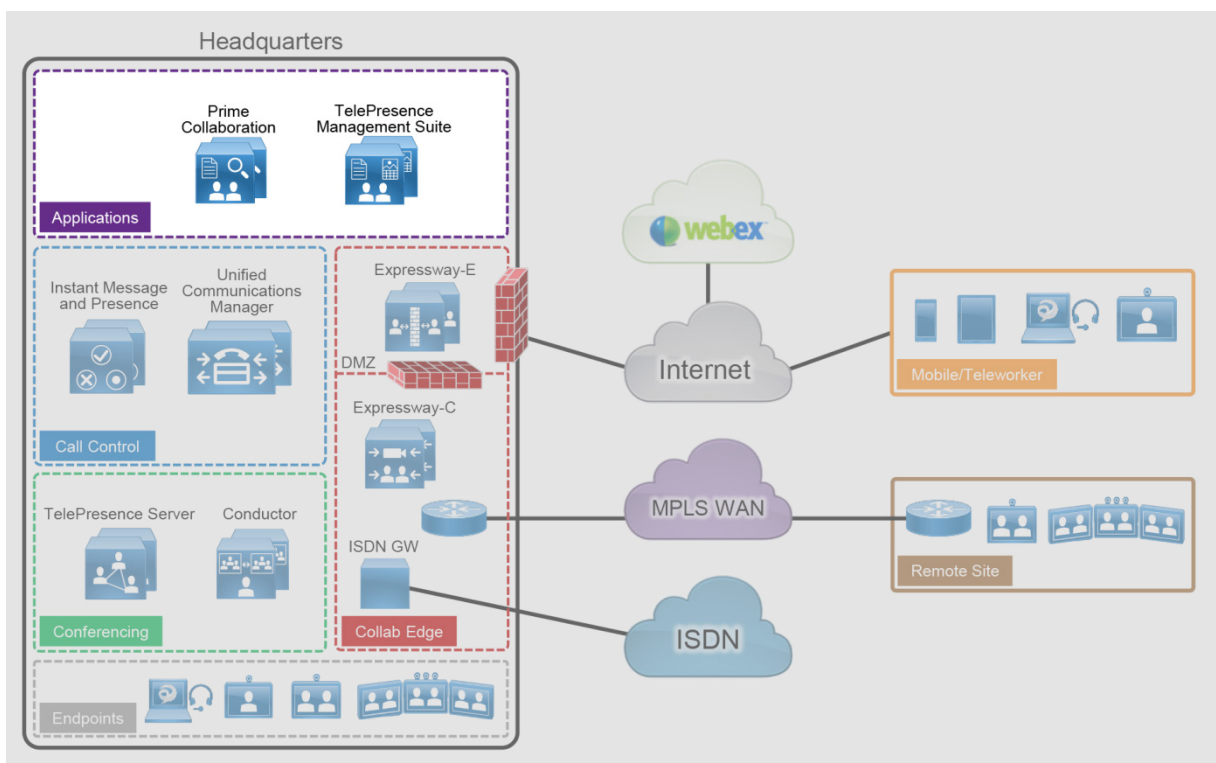 Headquarters
Prime
Collaboration
TelePresence
Management Suite
Applications
Instant Message
and Presence
Unified
Communications
Manager
Call Control
Expressway-E
DMZ
Expressway-C
ISDN GW
Collab Edge
TelePresence Server
Conductor
Conferencing
Endpoints
webex™
Internet
MPLS WAN
ISDN
Mobile/Teleworker
Remote Site